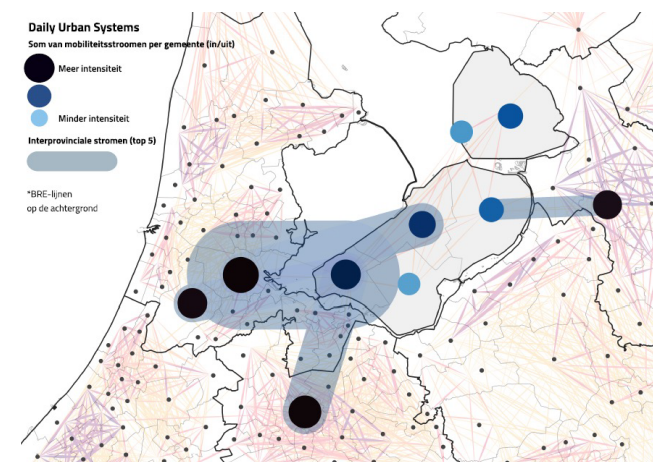 Daily Urban Systems
Som van mobiliteitsstroomen per gemeente (in/uit)
Meer intensiteit
Minder intensiteit
Interprovinciale stromen (top 5)
*BRE-lijnen
op de achtergrond